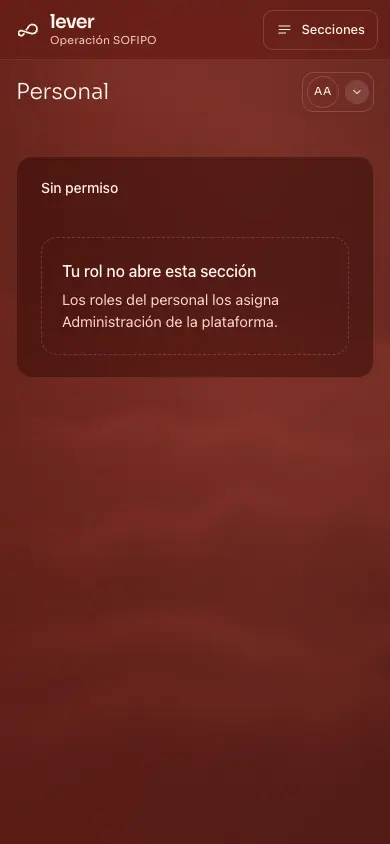 lever
Operación SOFIPO
Secciones
Personal
AA
Sin permiso
Tu rol no abre esta sección
Los roles del personal los asigna
Administración de la plataforma.